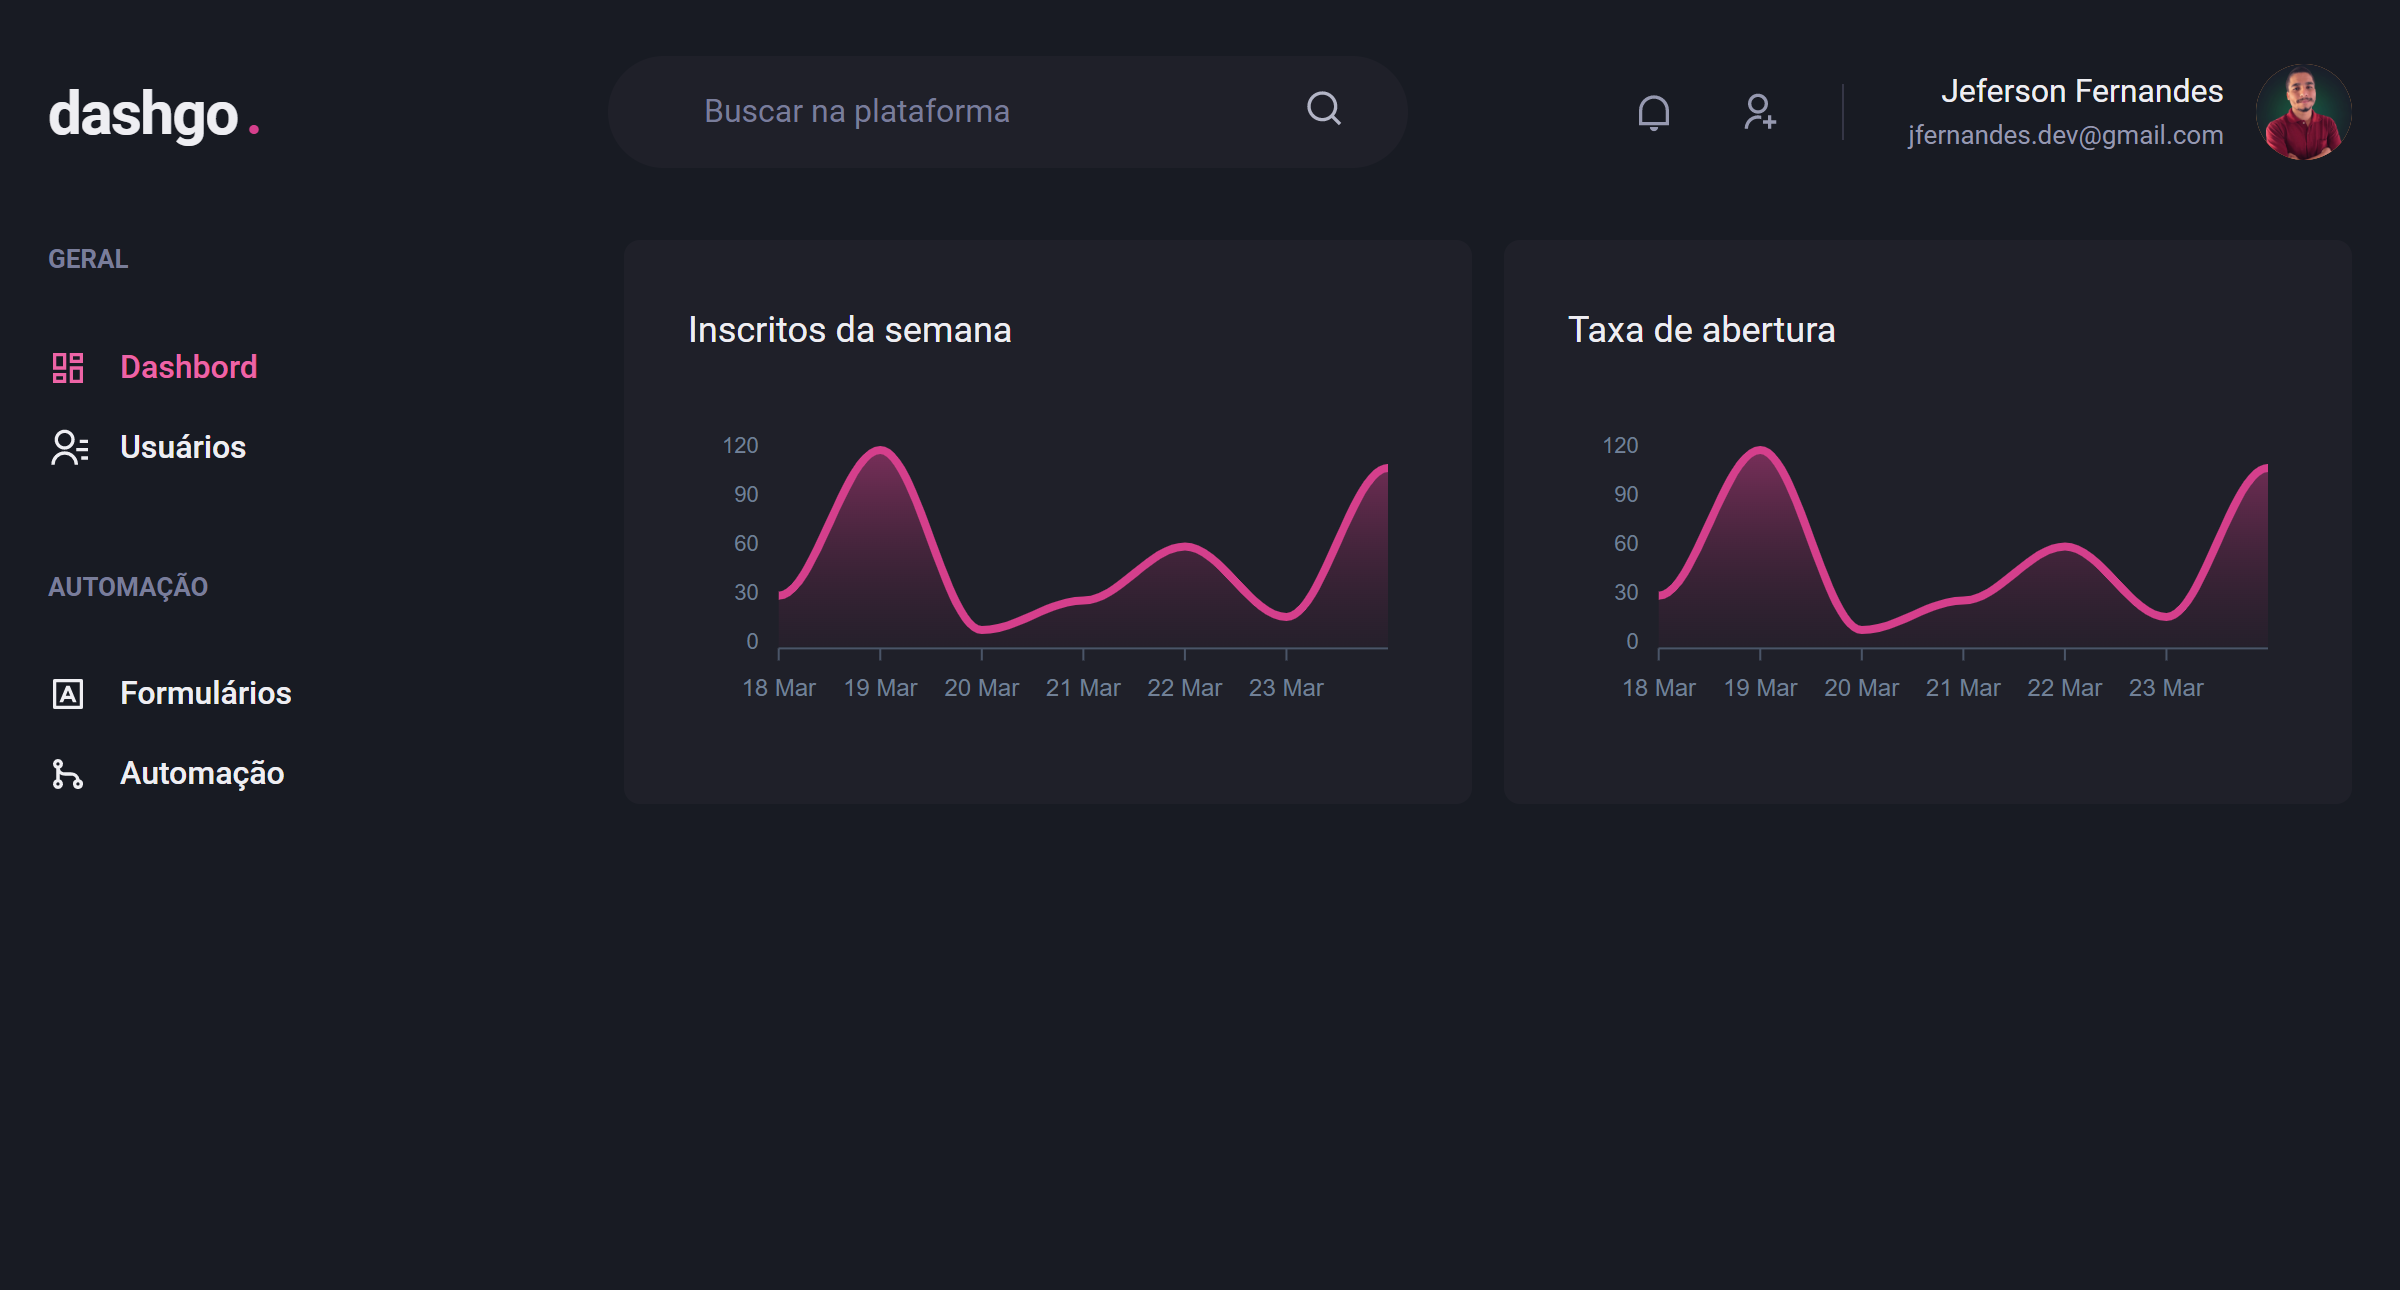 dashgo.
Buscar na plataforma
Jeferson Fernandes
jfernandes.dev@gmail.com
GERAL
Dashbord
Usuários
AUTOMAÇÃO
Formulários
Automação
Inscritos da semana
120
90
60
30
0
18 Mar 19 Mar 20 Mar 21 Mar 22 Mar 23 Mar
Taxa de abertura
120
90
60
30
0
18 Mar 19 Mar 20 Mar 21 Mar 22 Mar 23 Mar